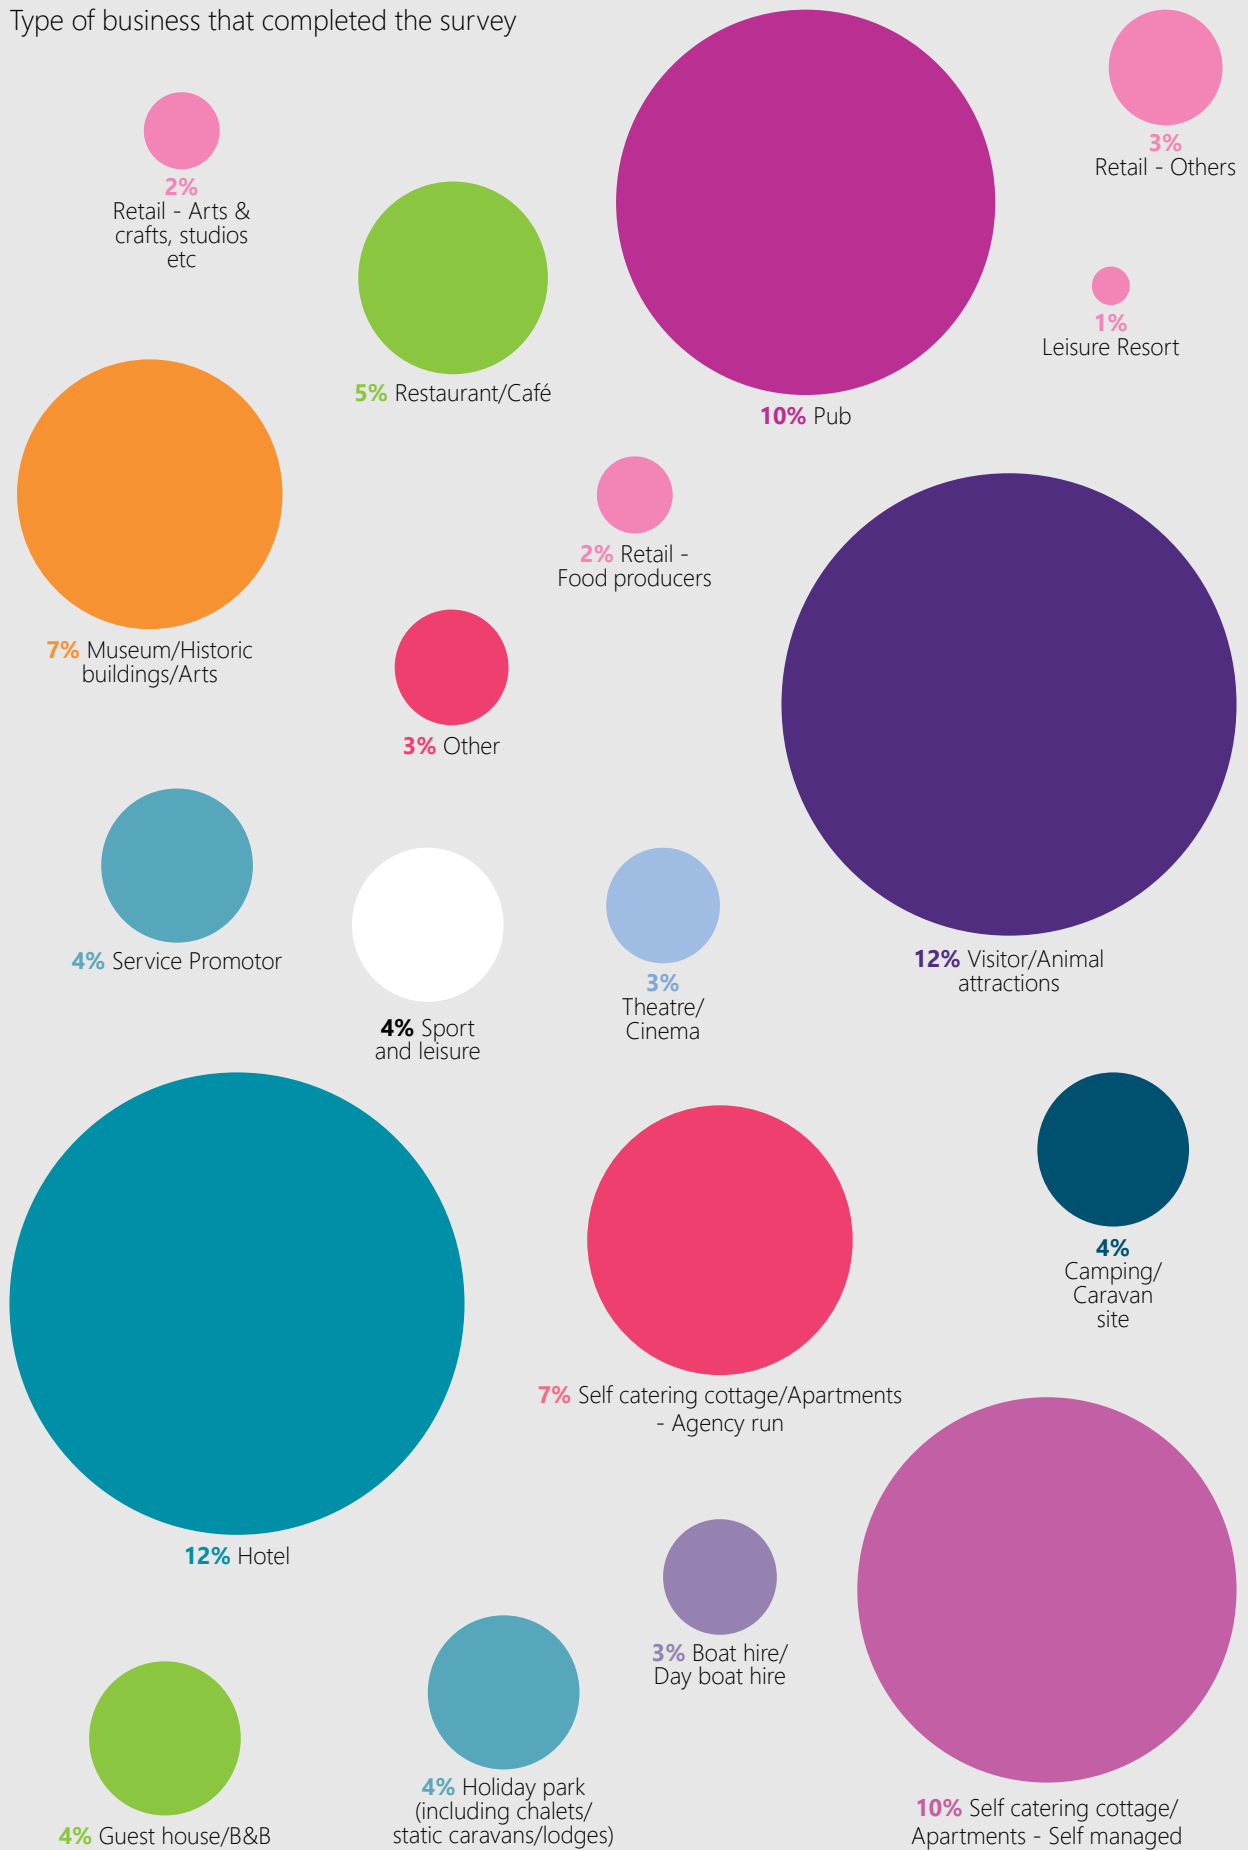 Type of business that completed the survey
2%
Retail - Arts &
crafts, studios
etc
5% Restaurant/Café
10% Pub
3%
Retail - Others
1%
Leisure Resort
7% Museum/Historic
buildings/Arts
2% Retail -
Food producers
3% Other
12% Visitor/Animal
attractions
4% Service Promotor
4% Sport
and leisure
3%
Theatre/
Cinema
12% Hotel
7% Self catering cottage/Apartments
- Agency run
4%
Camping/
Caravan
site
3% Boat hire/
Day boat hire
4% Guest house/B&B
4% Holiday park
(including chalets/
static caravans/lodges)
10% Self catering cottage/
Apartments - Self managed